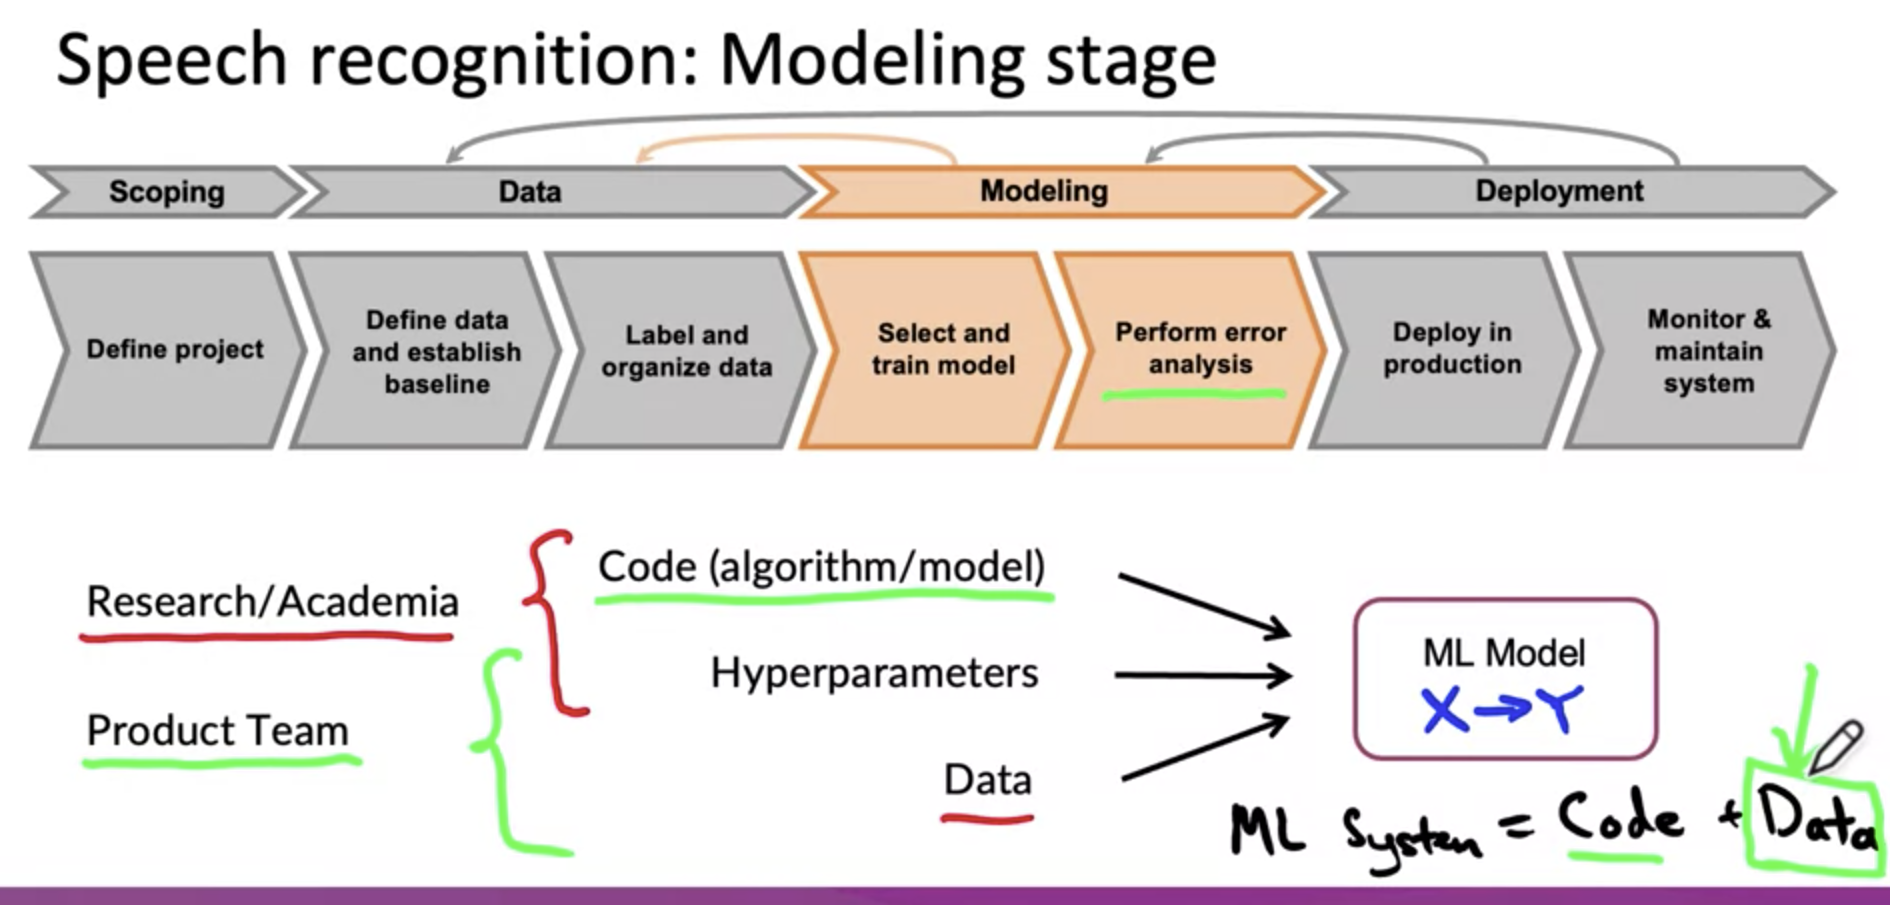 Speech recognition: Modeling stage
Scoping
Data
Modeling
Deployment
Define project
Define data
and establish
baseline
Label and
organize data
Select and
train model
Perform error
analysis
Deploy in
production
Monitor &
maintain
system
Research/Academia
Product Team
Code (algorithm/model)
Hyperparameters
Data
ML Model
X→Y
ML System = Code + Data